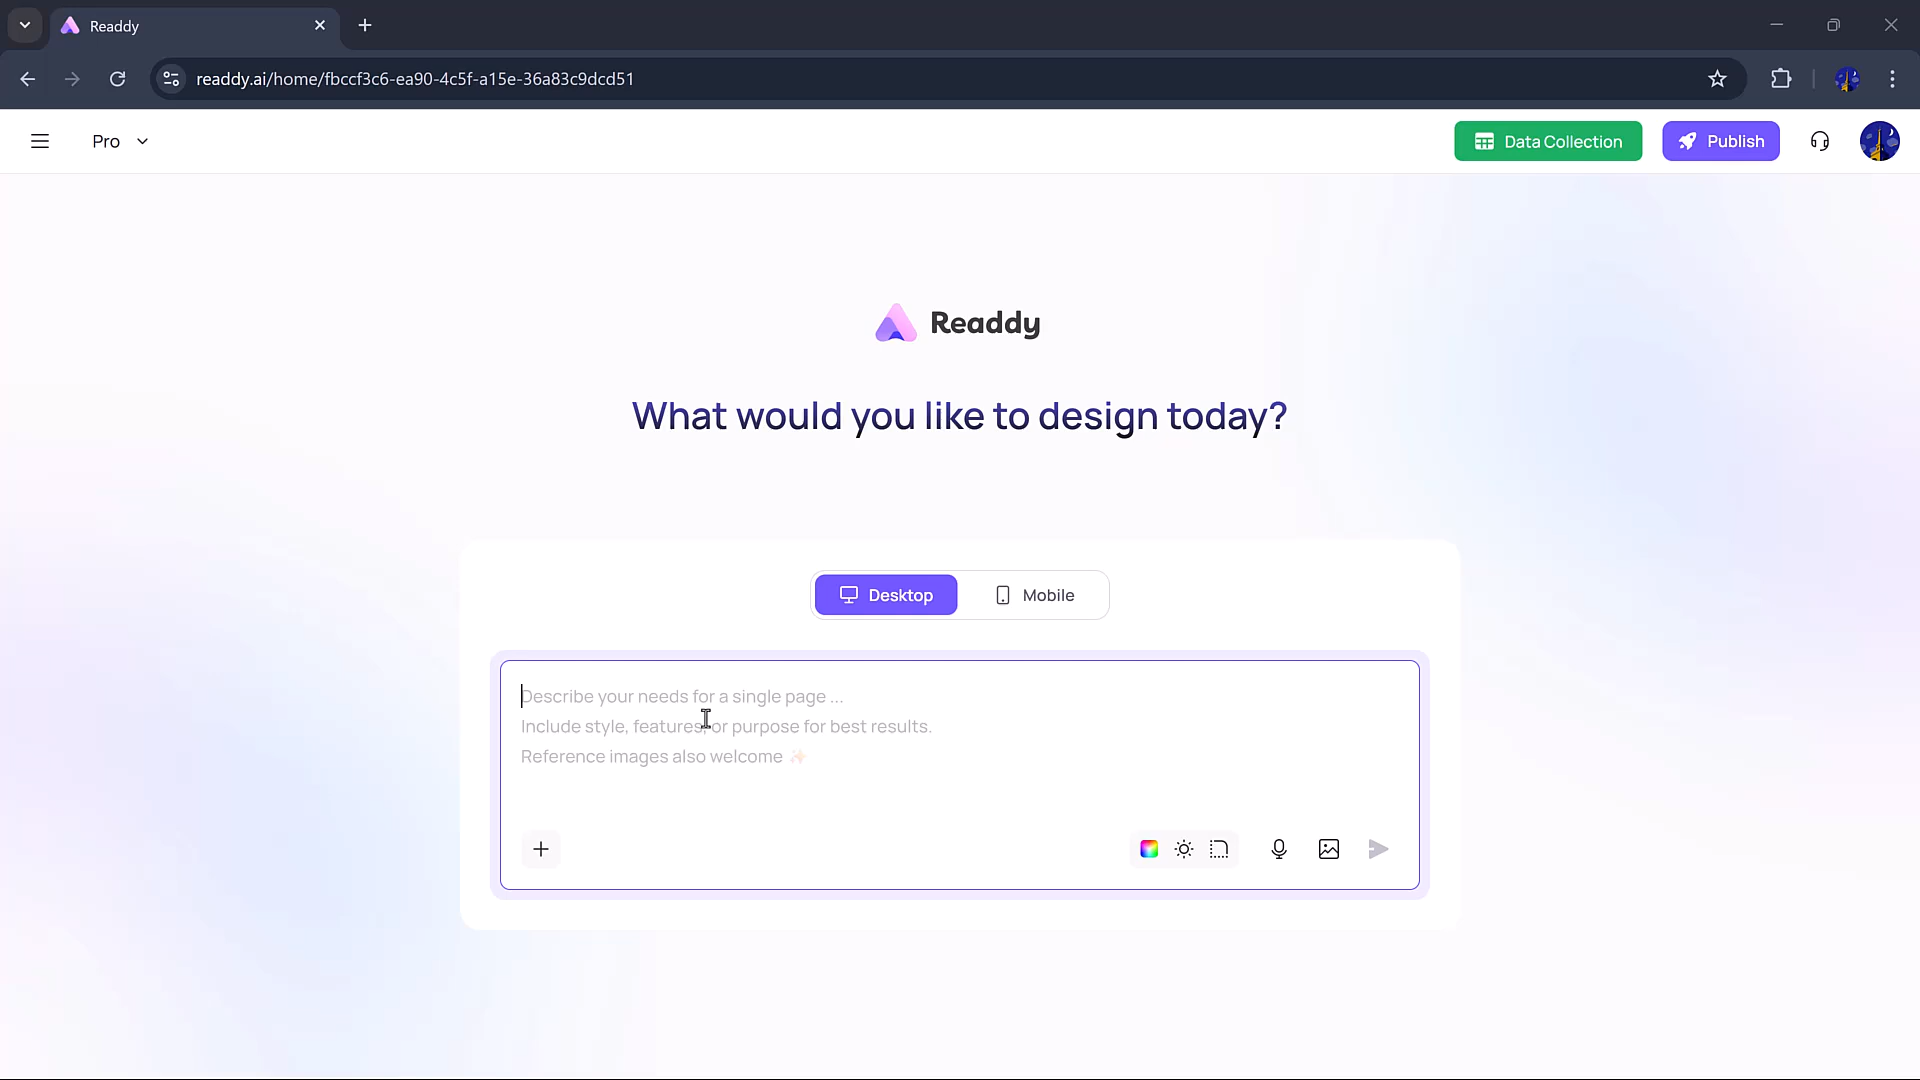 Readdy
readdy.ai/home/fbccf3c6-ea90-4c5f-a15e-36a83c9dcd51
Pro
Data Collection
Publish
Readdy
What would you like to design today?
Desktop
Mobile
Describe your needs for a single page ...
Include style, features, or purpose for best results.
Reference images also welcome ✨